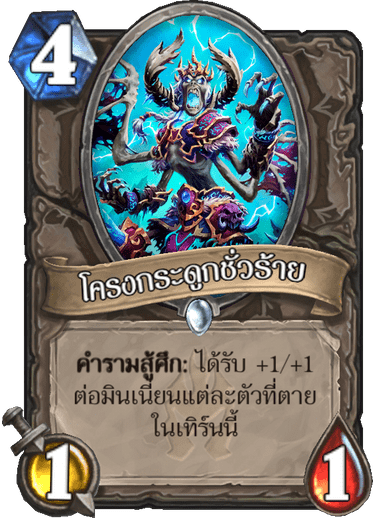 4
โครงกระดูกชั่วร้าย
คำรามสู้ศึก: ได้รับ +1/+1
ต่อมินเนี่ยนแต่ละตัวที่ตาย
ในเทิร์นนี้
1
1